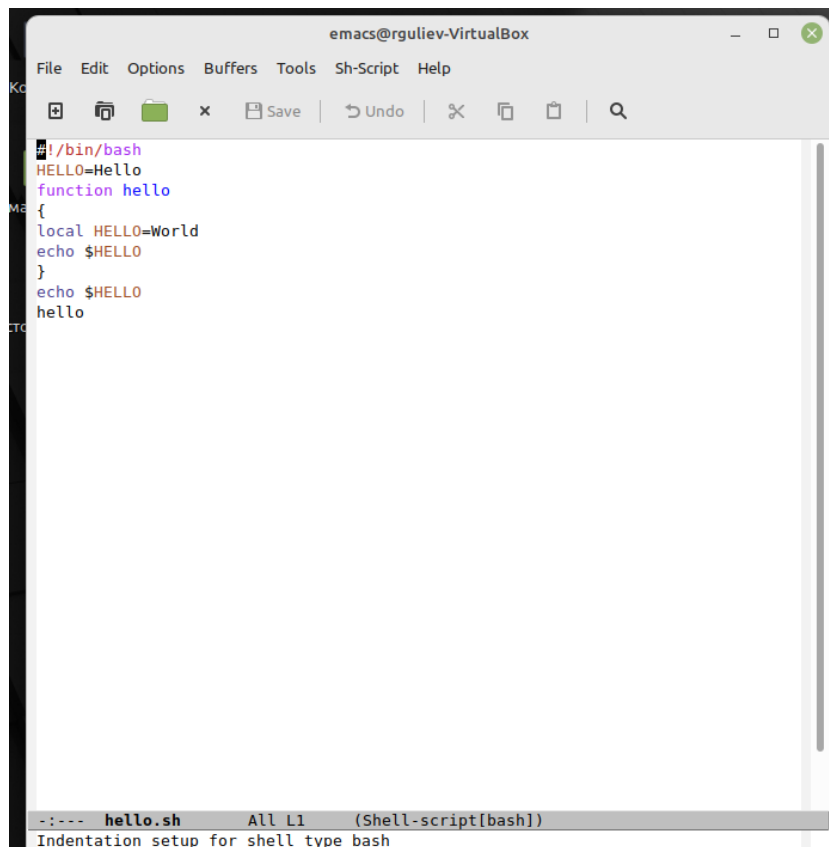 emacs@rguliev-VirtualBox
File Edit Options Buffers Tools Sh-Script Help
Save Undo
#!/bin/bash
HELLO=Hello
function hello
{
local HELLO=World
echo $HELLO
}
echo $HELLO
hello
-:--- hello.sh All L1 (Shell-script[bash])
Indentation setup for shell type bash